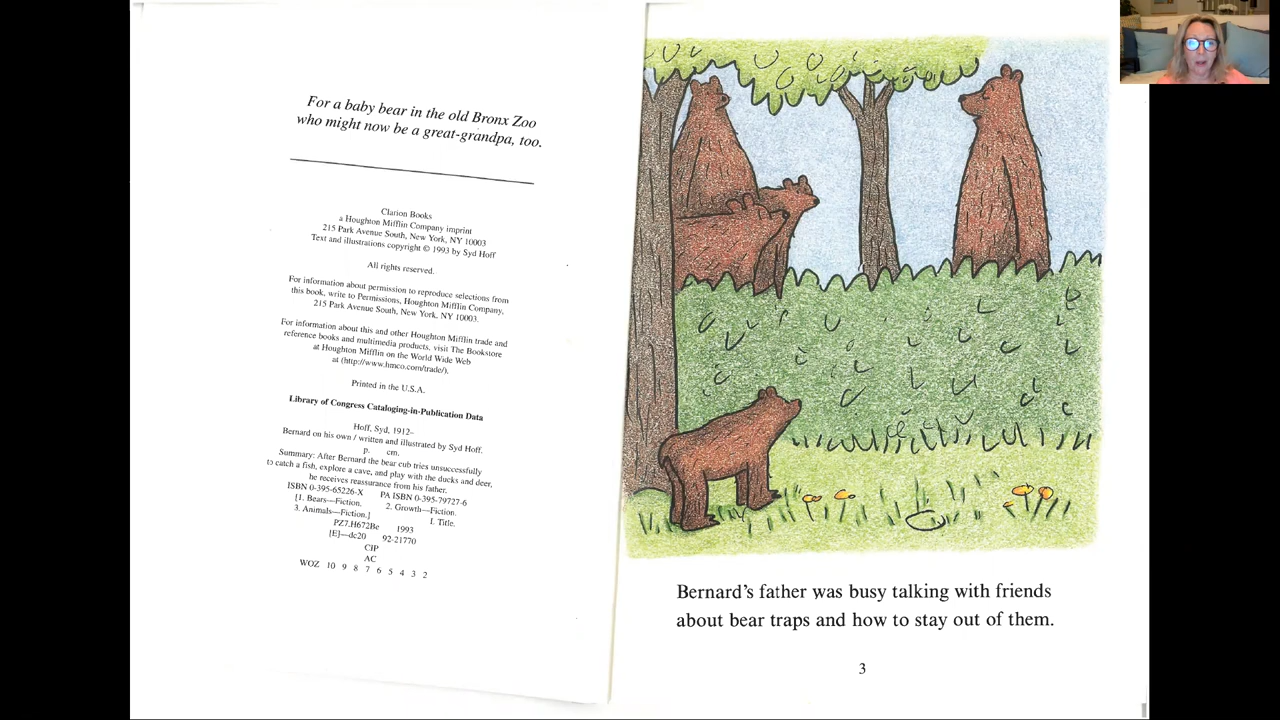 For a baby bear in the old Bronx Zoo
who might now be a great-grandpa, too.
Clarion Books
a Houghton Mifflin Company imprint
215 Park Avenue South, New York, NY 10003
Text and illustrations copyright © 1993 by Syd Hoff
All rights reserved.
For information about permission to reproduce selections from
this book, write to Permissions, Houghton Mifflin Company,
215 Park Avenue South, New York, NY 10003.
For information about this and other Houghton Mifflin trade and
reference books and multimedia products, visit The Bookstore
at Houghton Mifflin on the World Wide Web
at (http://www.hmco.com/trade/).
Printed in the U.S.A.
Library of Congress Cataloging-in-Publication Data
Hoff, Syd, 1912–
Bernard on his own / written and illustrated by Syd Hoff.
p. cm.
Summary: After Bernard the bear cub tries unsuccessfully
to catch a fish, explore a cave, and play with the ducks and deer,
he receives reassurance from his father.
ISBN 0-395-65226-X PA ISBN 0-395-79727-6
[1. Bears—Fiction. 2. Growth—Fiction.
3. Animals—Fiction.] I. Title.
PZ7.H672Be 1993
[E]—dc20 92-21770
CIP
AC
WOZ 10 9 8 7 6 5 4 3 2
Bernard's father was busy talking with friends
about bear traps and how to stay out of them.
3